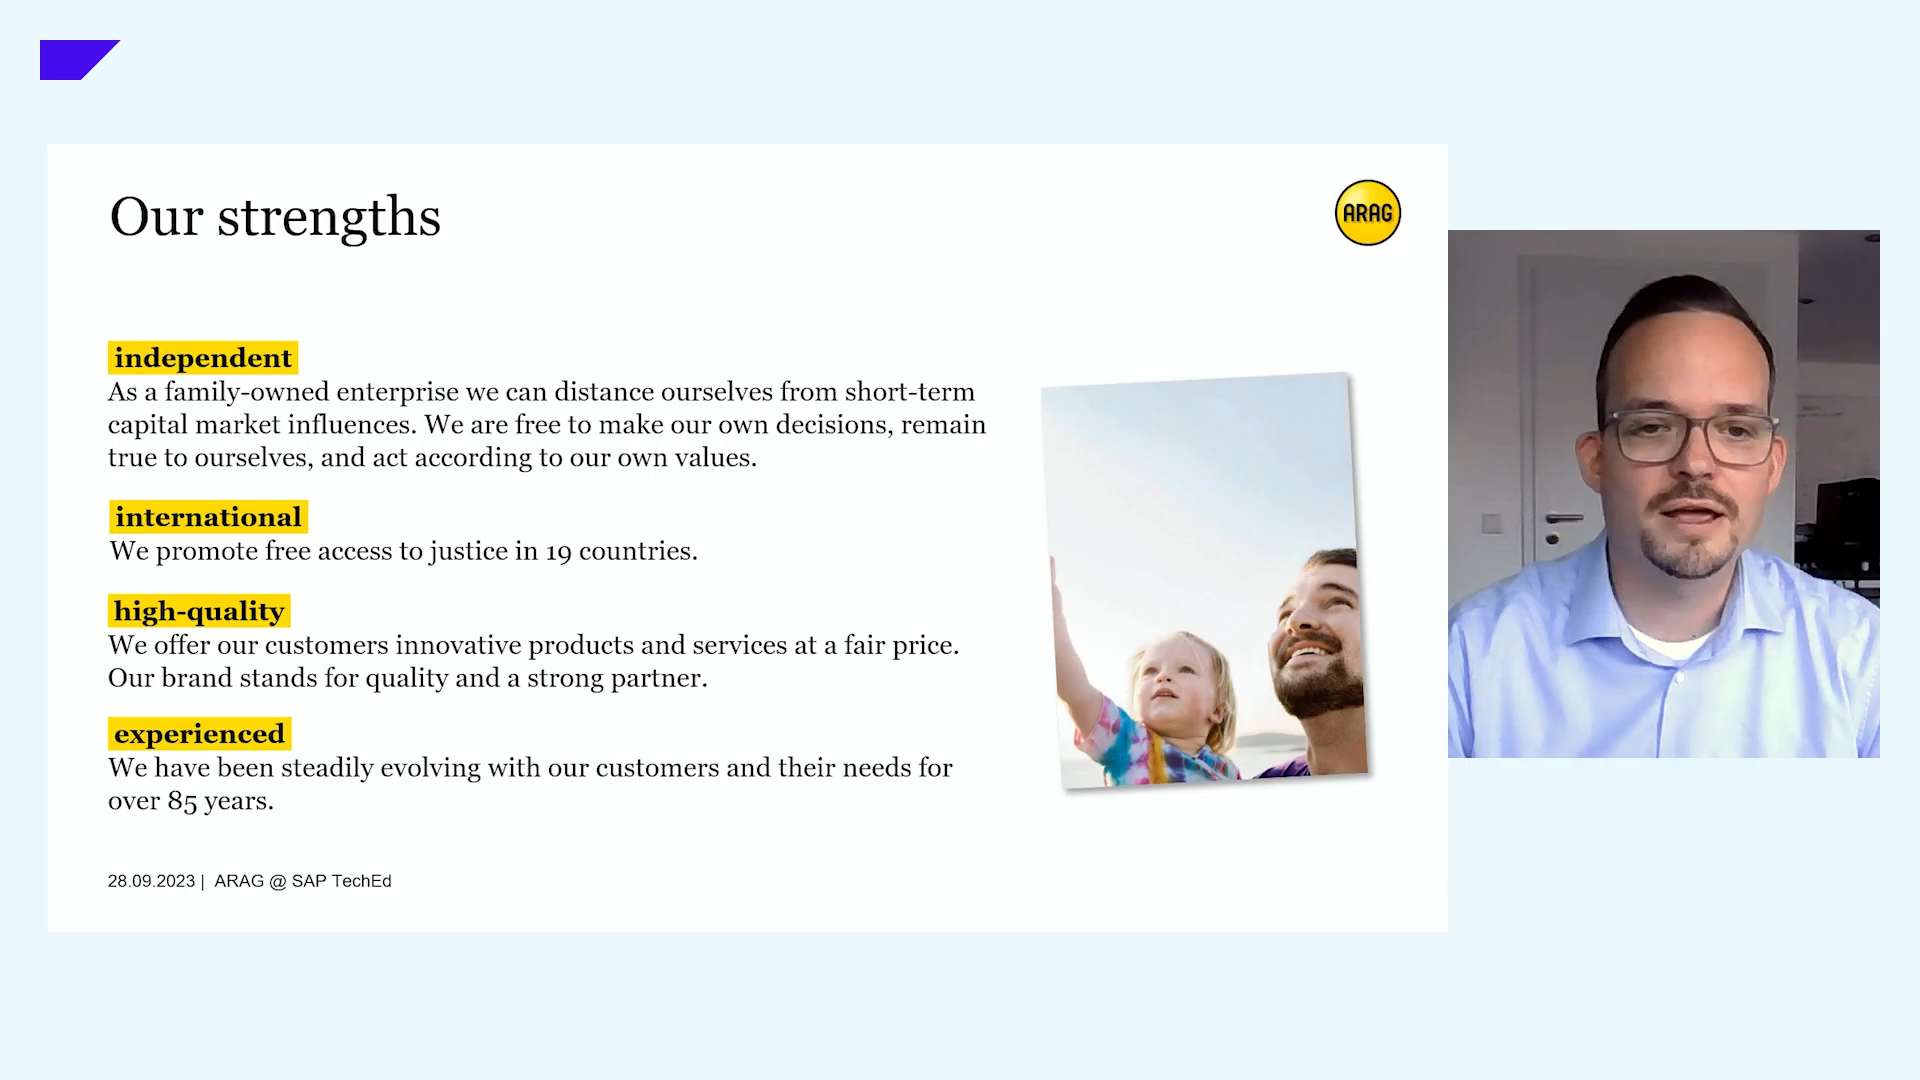 Our strengths
ARAG
independent
As a family-owned enterprise we can distance ourselves from short-term
capital market influences. We are free to make our own decisions, remain
true to ourselves, and act according to our own values.
international
We promote free access to justice in 19 countries.
high-quality
We offer our customers innovative products and services at a fair price.
Our brand stands for quality and a strong partner.
experienced
We have been steadily evolving with our customers and their needs for
over 85 years.
28.09.2023 | ARAG @ SAP TechEd